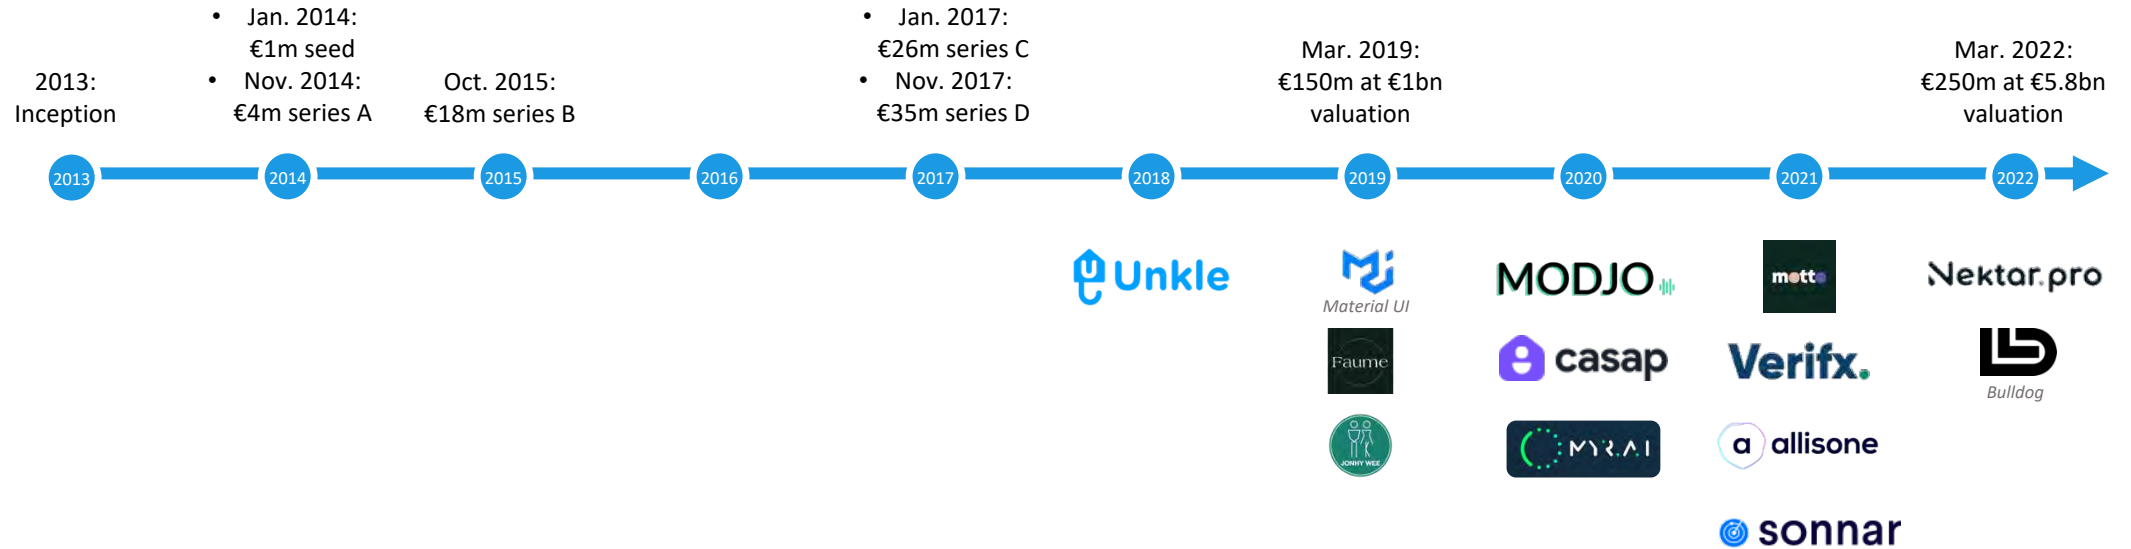 2013:
Inception
• Jan. 2014:
€1m seed
• Nov. 2014:
€4m series A
Oct. 2015:
€18m series B
• Jan. 2017:
€26m series C
• Nov. 2017:
€35m series D
Mar. 2019:
€150m at €1bn
valuation
Mar. 2022:
€250m at €5.8bn
valuation
2013
2014
2015
2016
2017
2018
2019
2020
2021
2022
Unkle
Material UI
Faume
JONHY WEE
MODJO
casap
MYR.A.I
motto
Verifx.
a allisone
sonnar
Nektar.pro
Bulldog